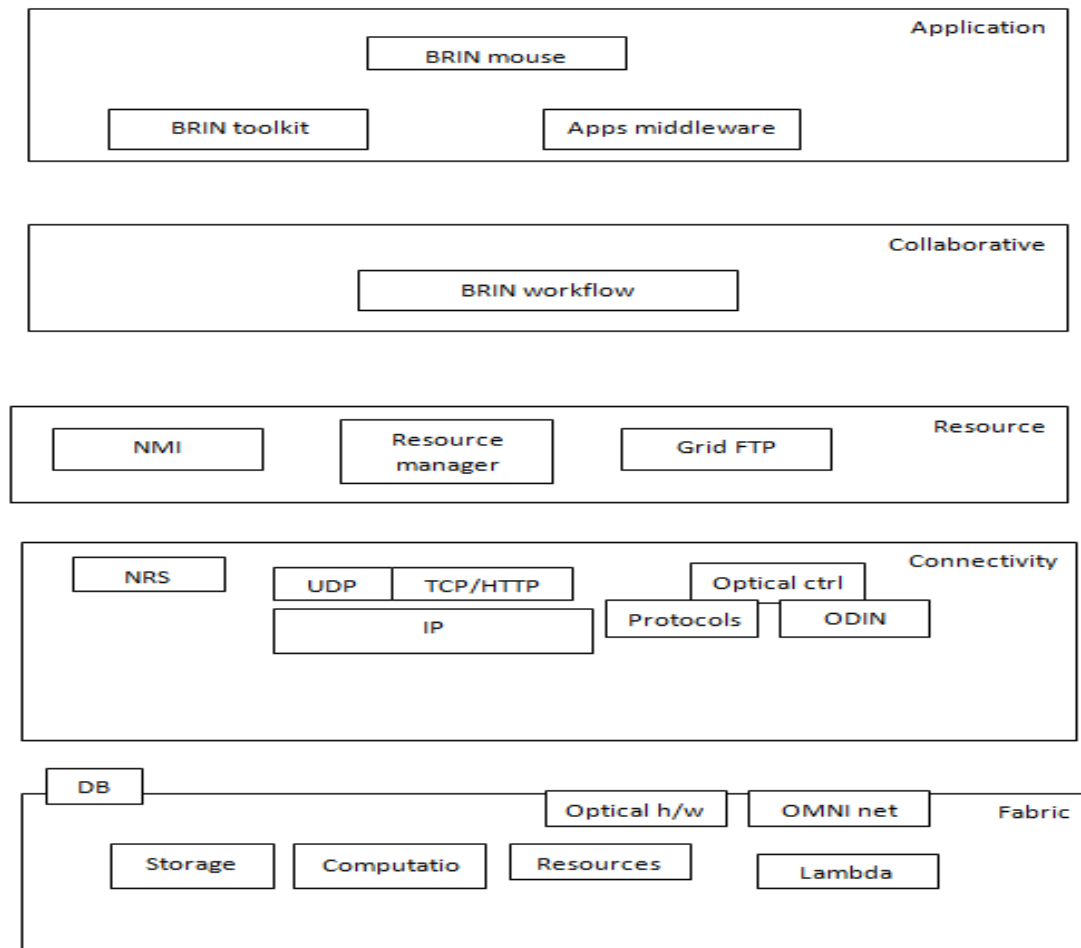 Application
BRIN mouse
BRIN toolkit
Apps middleware
Collaborative
BRIN workflow
Resource
NMI
Resource
manager
Grid FTP
Connectivity
NRS
UDP
TCP/HTTP
Optical ctrl
IP
Protocols
ODIN
DB
Optical h/w
OMNI net
Fabric
Storage
Computatio
Resources
Lambda